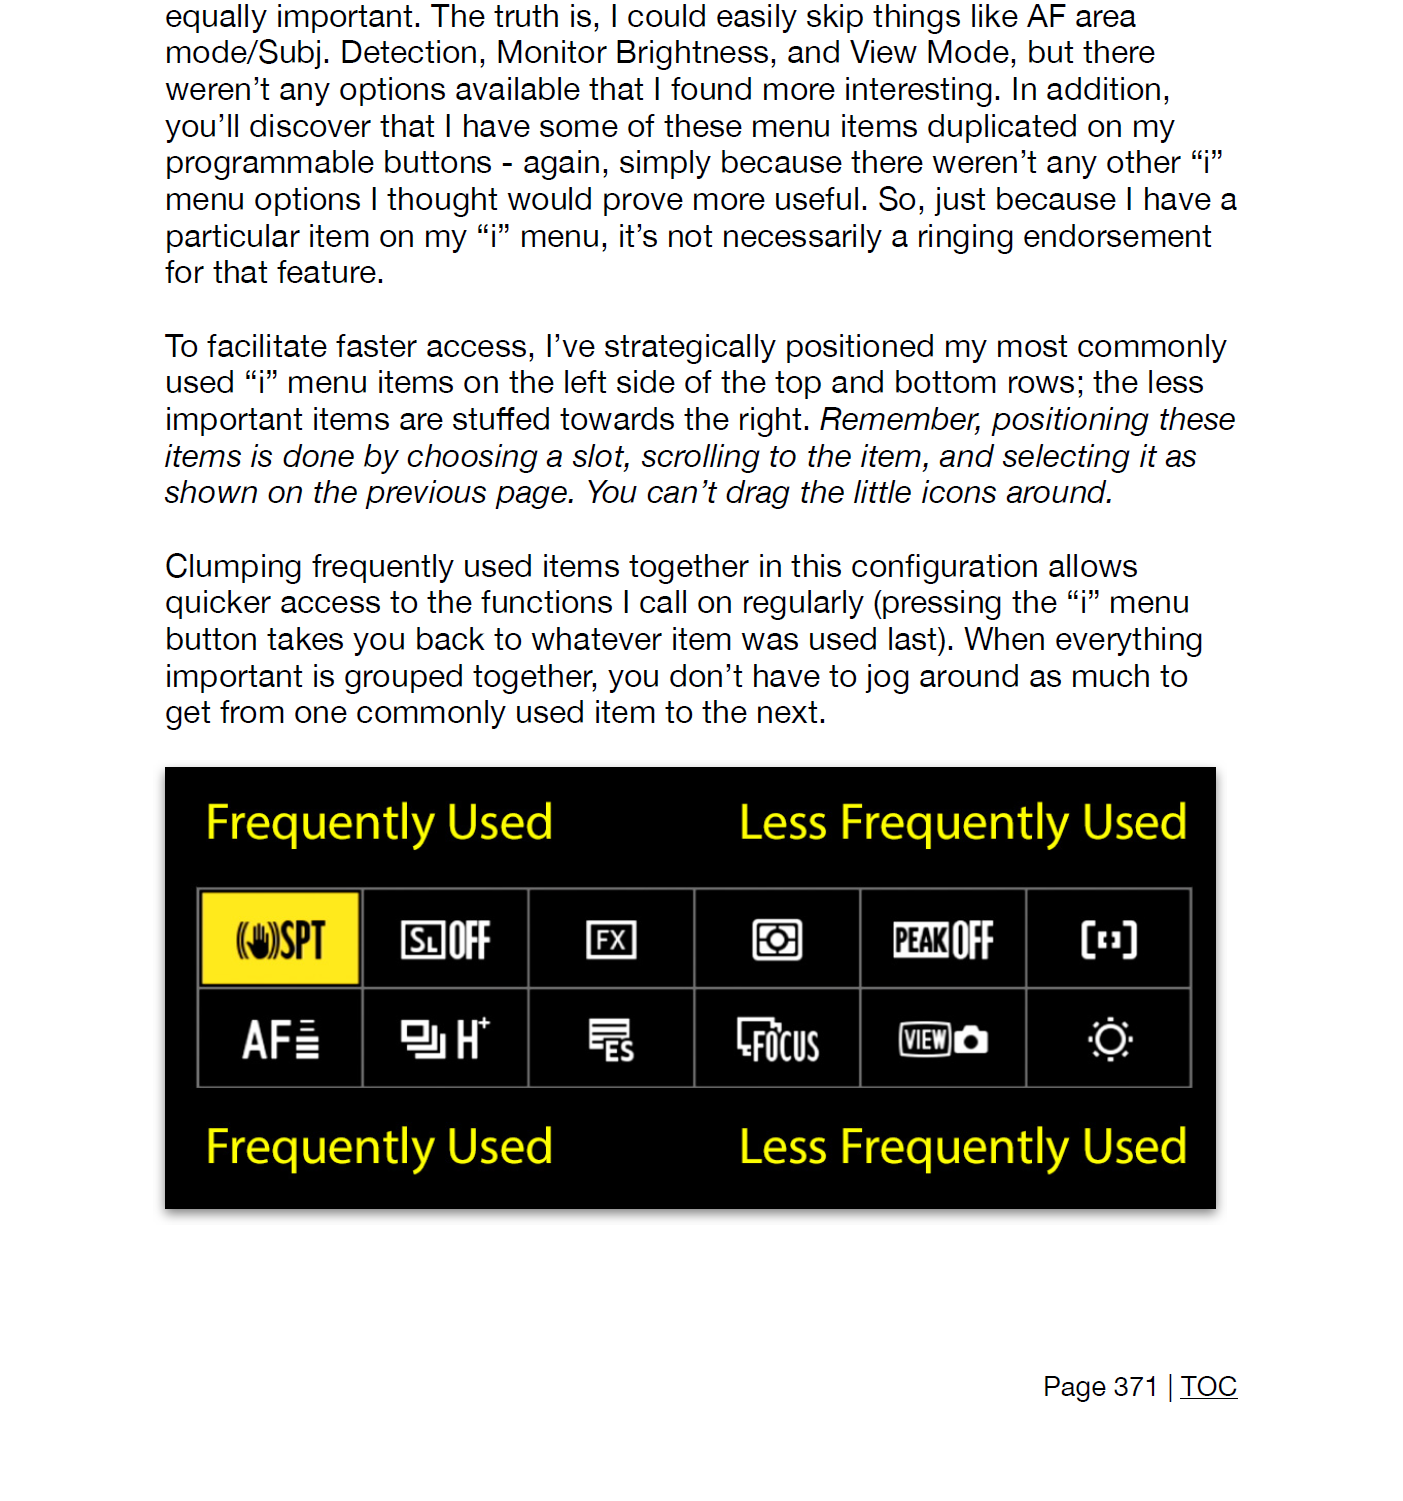 equally important. The truth is, I could easily skip things like AF area
mode/Subj. Detection, Monitor Brightness, and View Mode, but there
weren’t any options available that I found more interesting. In addition,
you’ll discover that I have some of these menu items duplicated on my
programmable buttons - again, simply because there weren’t any other “i”
menu options I thought would prove more useful. So, just because I have a
particular item on my “i” menu, it’s not necessarily a ringing endorsement
for that feature.
To facilitate faster access, I’ve strategically positioned my most commonly
used “i” menu items on the left side of the top and bottom rows; the less
important items are stuffed towards the right. Remember, positioning these
items is done by choosing a slot, scrolling to the item, and selecting it as
shown on the previous page. You can’t drag the little icons around.
Clumping frequently used items together in this configuration allows
quicker access to the functions I call on regularly (pressing the “i” menu
button takes you back to whatever item was used last). When everything
important is grouped together, you don’t have to jog around as much to
get from one commonly used item to the next.
Frequently Used Less Frequently Used
SPT SL OFF FX PEAK OFF
AF H+ ES FOCUS VIEW
Frequently Used Less Frequently Used
Page 371 | TOC